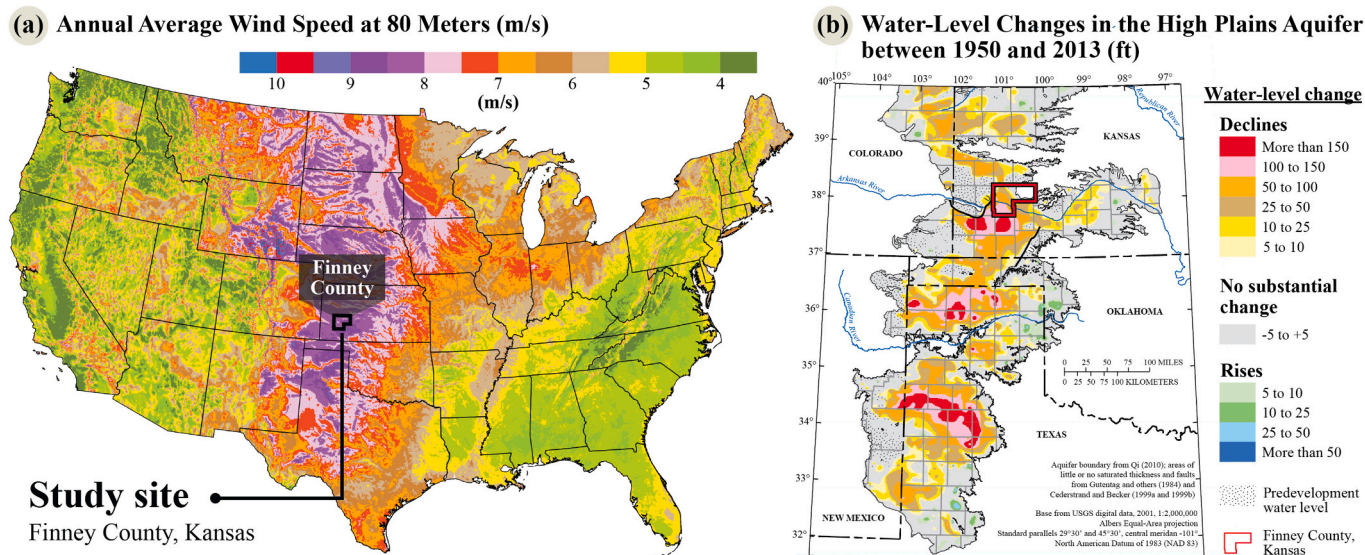 (a) Annual Average Wind Speed at 80 Meters (m/s)
10 9 8 7 6 5 4
(m/s)
Finney
County
Study site
Finney County, Kansas
(b) Water-Level Changes in the High Plains Aquifer
between 1950 and 2013 (ft)
40° 105° 104° 103° 102° 101° 100° 99° 98° 97°
39°
38°
37°
36°
35°
34°
33°
32°
Republican River
KANSAS
COLORADO
Arkansas River
Canadian River
OKLAHOMA
0 25 50 75 100 MILES
0 25 50 75 100 KILOMETERS
TEXAS
NEW MEXICO
Aquifer boundary from Qi (2010); areas of
little or no saturated thickness and faults
from Gutentag and others (1984) and
Cederstrand and Becker (1999a and 1999b)
Base from USGS digital data, 2001, 1:2,000,000
Albers Equal-Area projection
Standard parallels 29°30' and 45°30', central meridan -101°
North American Datum of 1983 (NAD 83)
Water-level change
Declines
More than 150
100 to 150
50 to 100
25 to 50
10 to 25
5 to 10
No substantial
change
-5 to +5
Rises
5 to 10
10 to 25
25 to 50
More than 50
Predevelopment
water level
Finney County,
Kansas